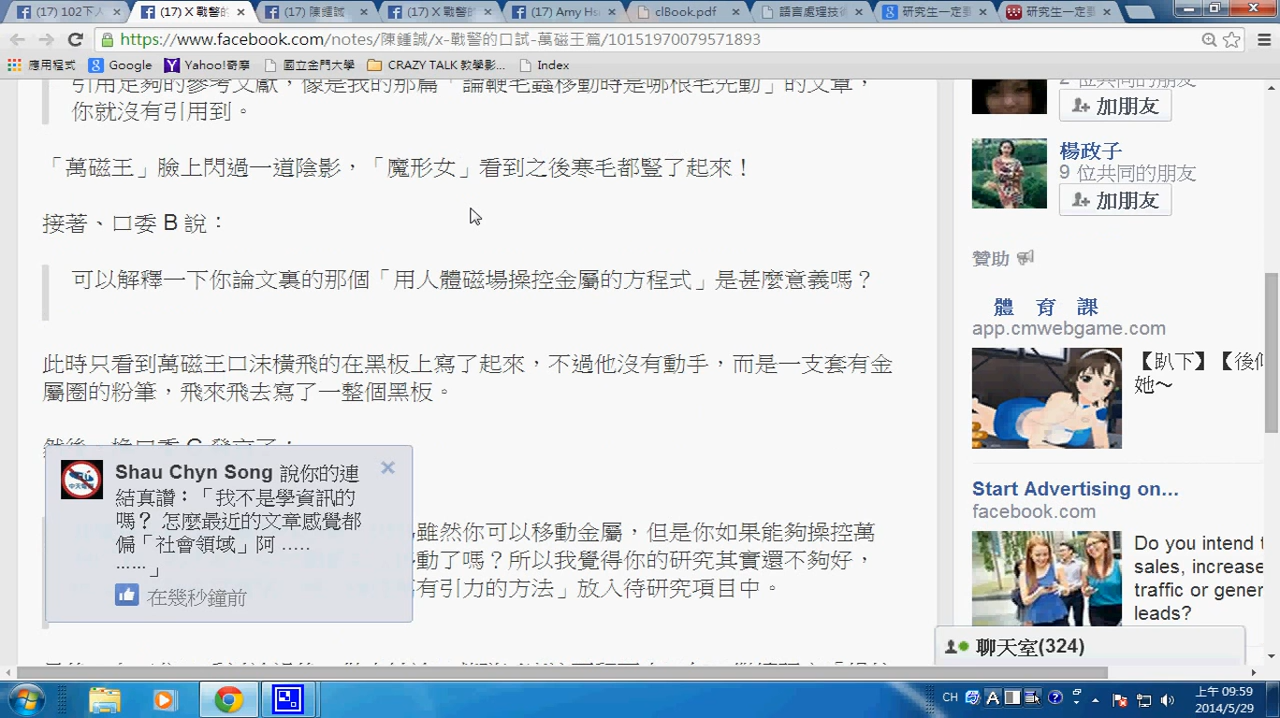 (17) 102下人
(17) X 戰警的
(17) 陳鍾誠
(17) X 戰警的
(17) Amy Hs
clBook.pdf
語言處理技術
研究生一定要
研究生一定要
https://www.facebook.com/notes/陳鍾誠/x-戰警的口試-萬磁王篇/10151970079571893
應用程式
Google
Yahoo!奇摩
國立金門大學
CRAZY TALK 教學影...
Index
引用足夠的參考文獻，像是我的那篇「論鞭毛蟲移動時是哪根毛先動」的文章，
你就沒有引用到。
「萬磁王」臉上閃過一道陰影，「魔形女」看到之後寒毛都豎了起來！
接著、口委 B 說：
可以解釋一下你論文裏的那個「用人體磁場操控金屬的方程式」是甚麼意義嗎？
此時只看到萬磁王口沫橫飛的在黑板上寫了起來，不過他沒有動手，而是一支套有金
屬圈的粉筆，飛來飛去寫了一整個黑板。
雖然你可以移動金屬，但是你如果能夠操控萬
動了嗎？所以我覺得你的研究其實還不夠好，
有引力的方法」放入待研究項目中。
Shau Chyn Song 說你的連
結真讚：「我不是學資訊的
嗎？ 怎麼最近的文章感覺都
偏「社會領域」阿 .....
......」
在幾秒鐘前
2 位共同的朋友
加朋友
楊政子
9 位共同的朋友
加朋友
贊助
體 育 課
app.cmwebgame.com
【趴下】【後
她～
Start Advertising on...
facebook.com
Do you intend t
sales, increase
traffic or gener
leads?
聊天室(324)
CH
A
上午 09:59
2014/5/29